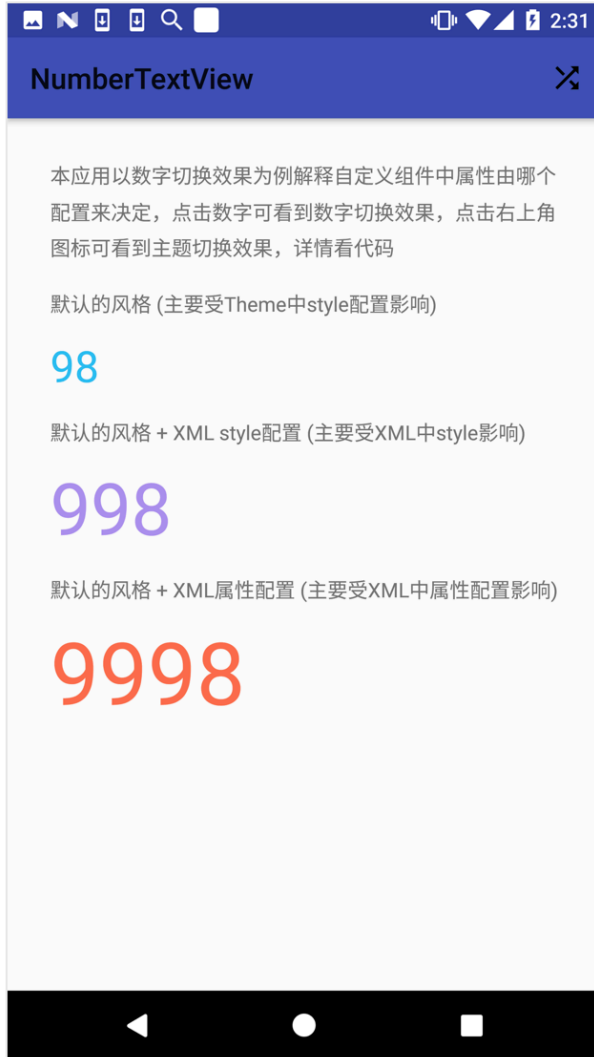 2:31
NumberTextView
本应用以数字切换效果为例解释自定义组件中属性由哪个
配置来决定，点击数字可看到数字切换效果，点击右上角
图标可看到主题切换效果，详情看代码
默认的风格 (主要受Theme中style配置影响)
98
默认的风格 + XML style配置 (主要受XML中style影响)
998
默认的风格 + XML属性配置 (主要受XML中属性配置影响)
9998